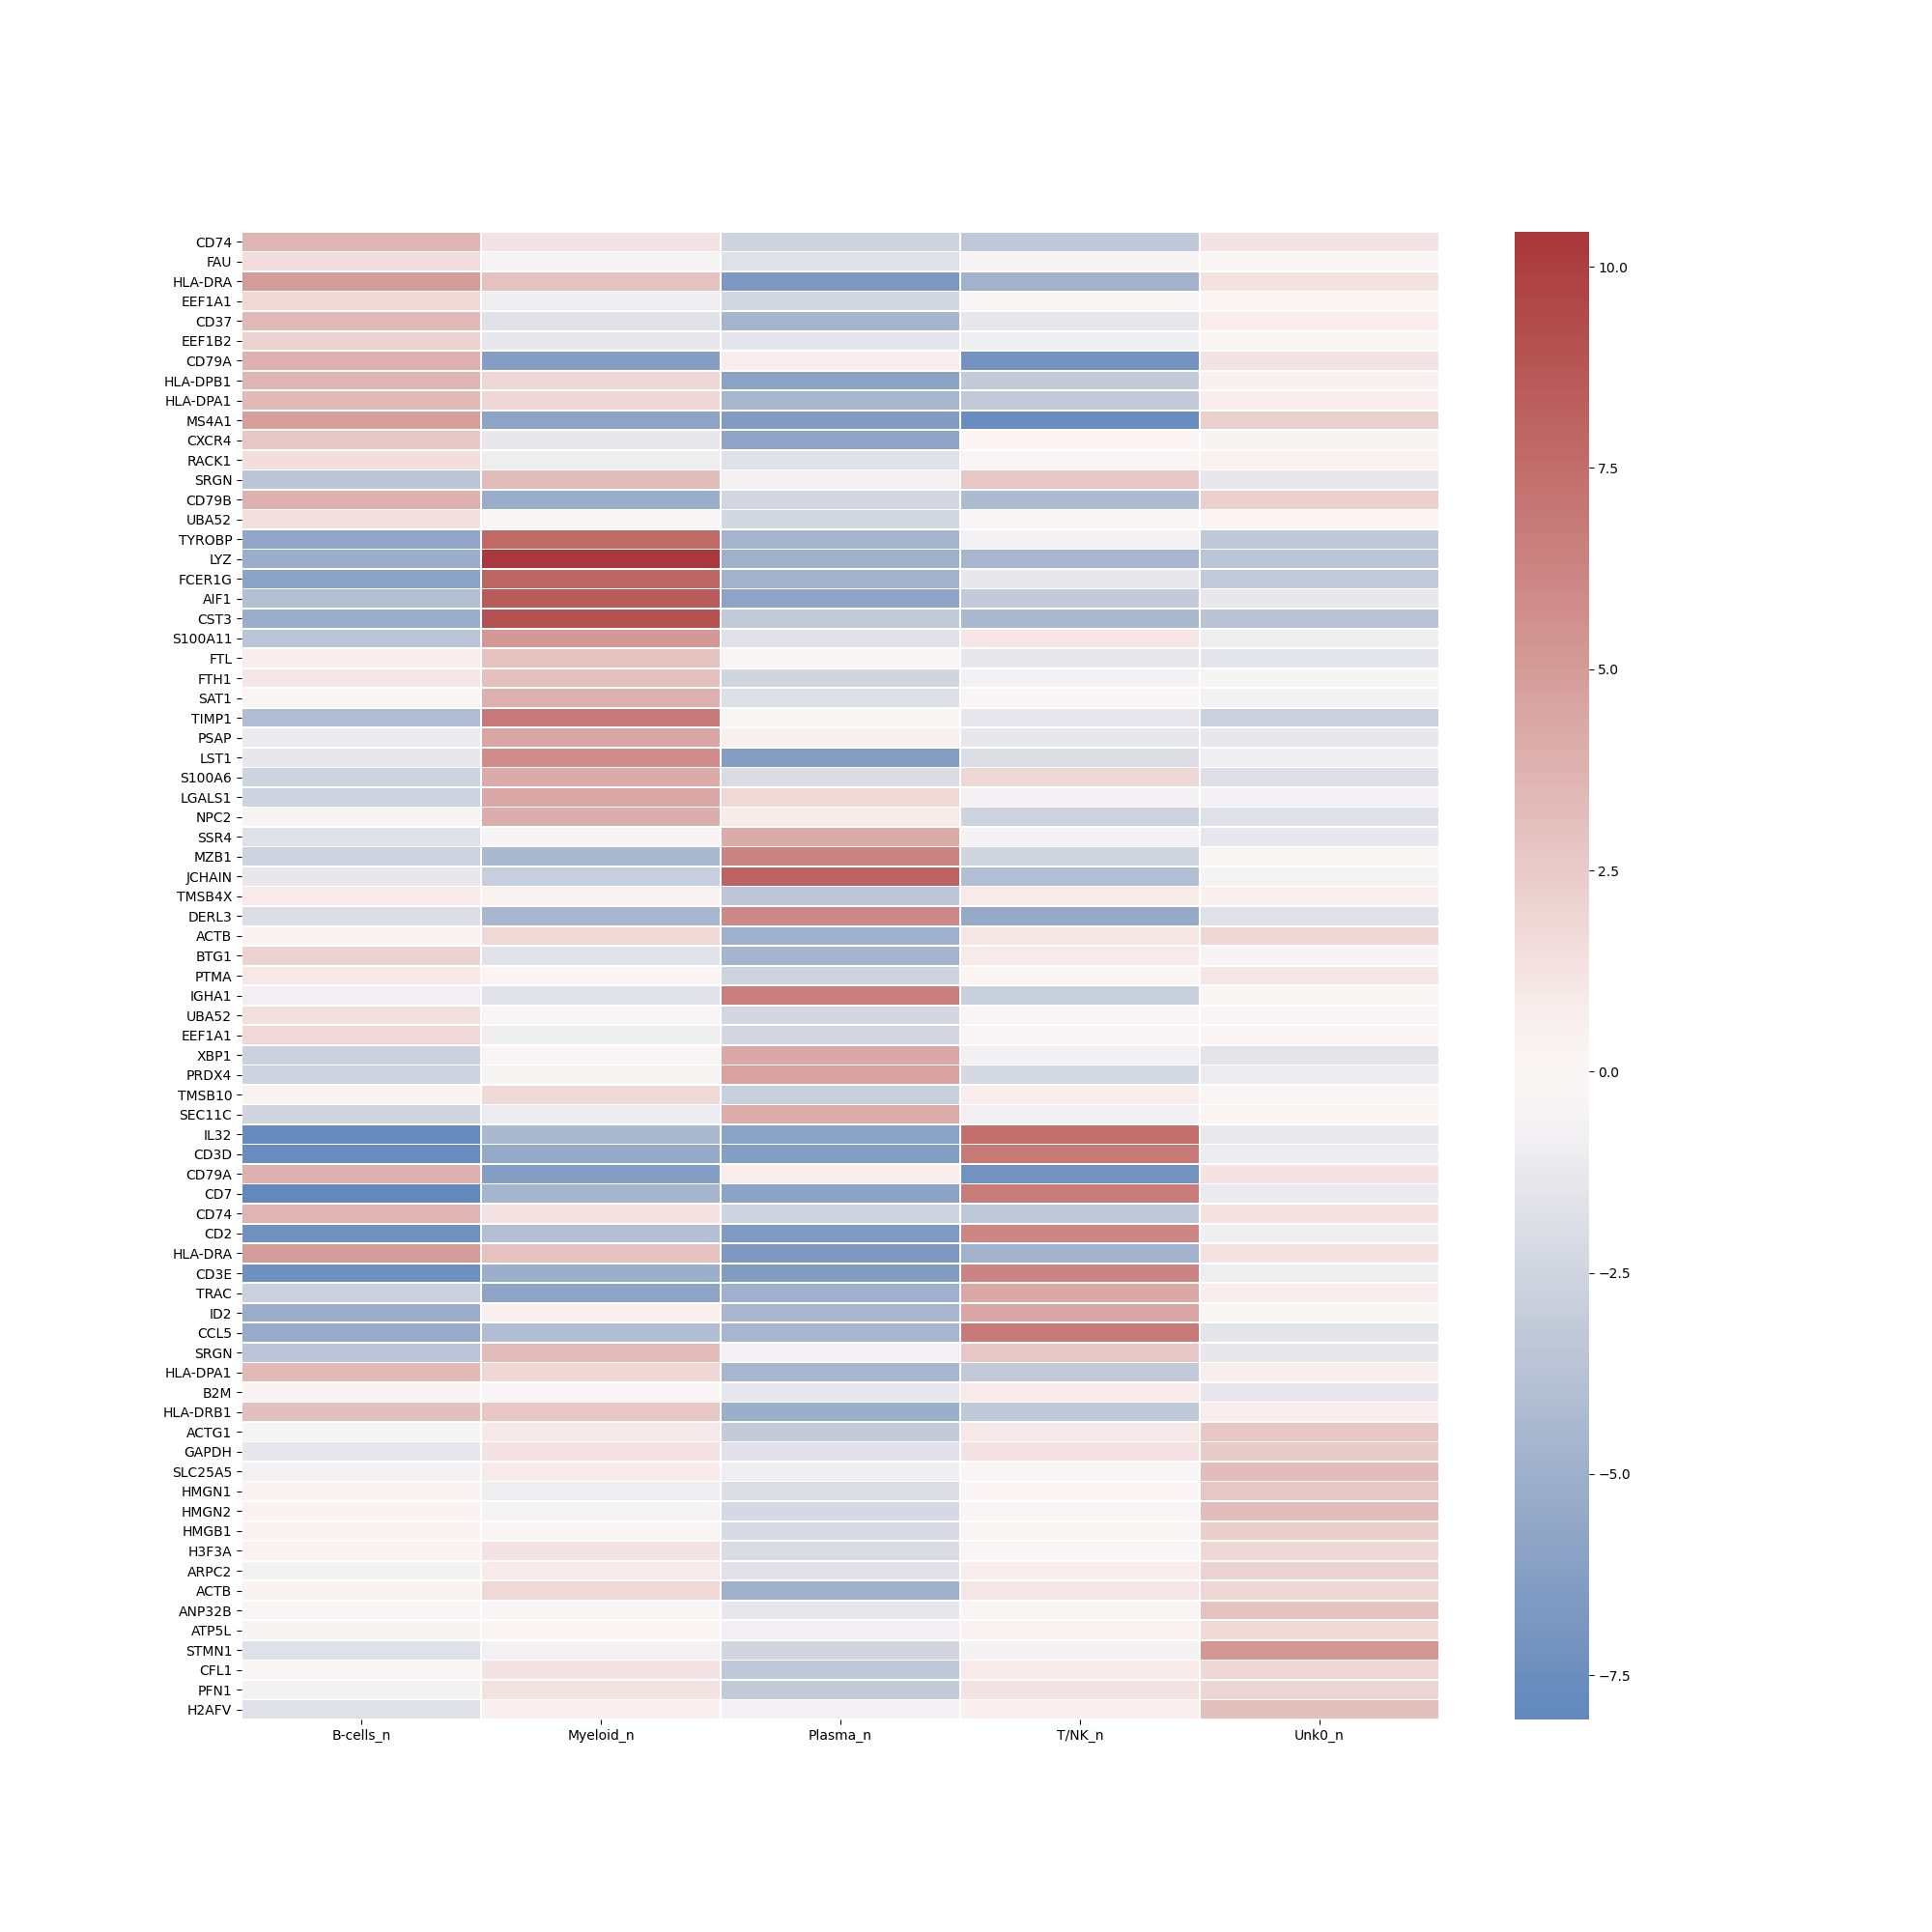 CD74
FAU
HLA-DRA
EEF1A1
CD37
EEF1B2
CD79A
HLA-DPB1
HLA-DPA1
MS4A1
CXCR4
RACK1
SRGN
CD79B
UBA52
TYROBP
LYZ
FCER1G
AIF1
CST3
S100A11
FTL
FTH1
SAT1
TIMP1
PSAP
LST1
S100A6
LGALS1
NPC2
SSR4
MZB1
JCHAIN
TMSB4X
DERL3
ACTB
BTG1
PTMA
IGHA1
UBA52
EEF1A1
XBP1
PRDX4
TMSB10
SEC11C
IL32
CD3D
CD79A
CD7
CD74
CD2
HLA-DRA
CD3E
TRAC
ID2
CCL5
SRGN
HLA-DPA1
B2M
HLA-DRB1
ACTG1
GAPDH
SLC25A5
HMGN1
HMGN2
HMGB1
H3F3A
ARPC2
ACTB
ANP32B
ATP5L
STMN1
CFL1
PFN1
H2AFV
B-cells_n Myeloid_n Plasma_n T/NK_n Unk0_n
10.0
7.5
5.0
2.5
0.0
−2.5
−5.0
−7.5